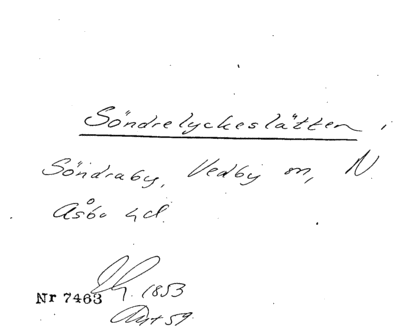 Söndrelyckeslätten i
Söndraby, Vedby sn, N.
Åsbo hd.
1853
Nr 7463
Akt 59